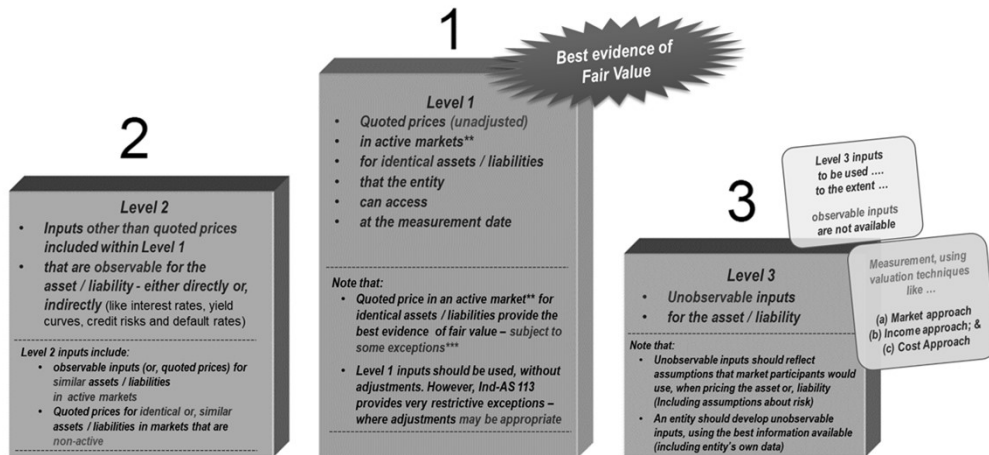 1
Best evidence of
Fair Value
Level 1
• Quoted prices (unadjusted)
• in active markets**
• for identical assets / liabilities
• that the entity
• can access
• at the measurement date
Note that:
• Quoted price in an active market** for
identical assets / liabilities provide the
best evidence of fair value – subject to
some exceptions***
• Level 1 inputs should be used, without
adjustments. However, Ind-AS 113
provides very restrictive exceptions –
where adjustments may be appropriate
2
Level 2
• Inputs other than quoted prices
included within Level 1
• that are observable for the
asset / liability - either directly or,
indirectly (like interest rates, yield
curves, credit risks and default rates)
Level 2 inputs include:
• observable inputs (or, quoted prices) for
similar assets / liabilities
in active markets
• Quoted prices for identical or, similar
assets / liabilities in markets that are
non-active
3
Level 3 inputs
to be used ....
to the extent ...
observable inputs
are not available
Level 3
• Unobservable inputs
• for the asset / liability
Measurement, using
valuation techniques
like ...
(a) Market approach
(b) Income approach; &
(c) Cost Approach
Note that:
• Unobservable inputs should reflect
assumptions that market participants would
use, when pricing the asset or, liability
(Including assumptions about risk)
• An entity should develop unobservable
inputs, using the best information available
(including entity's own data)